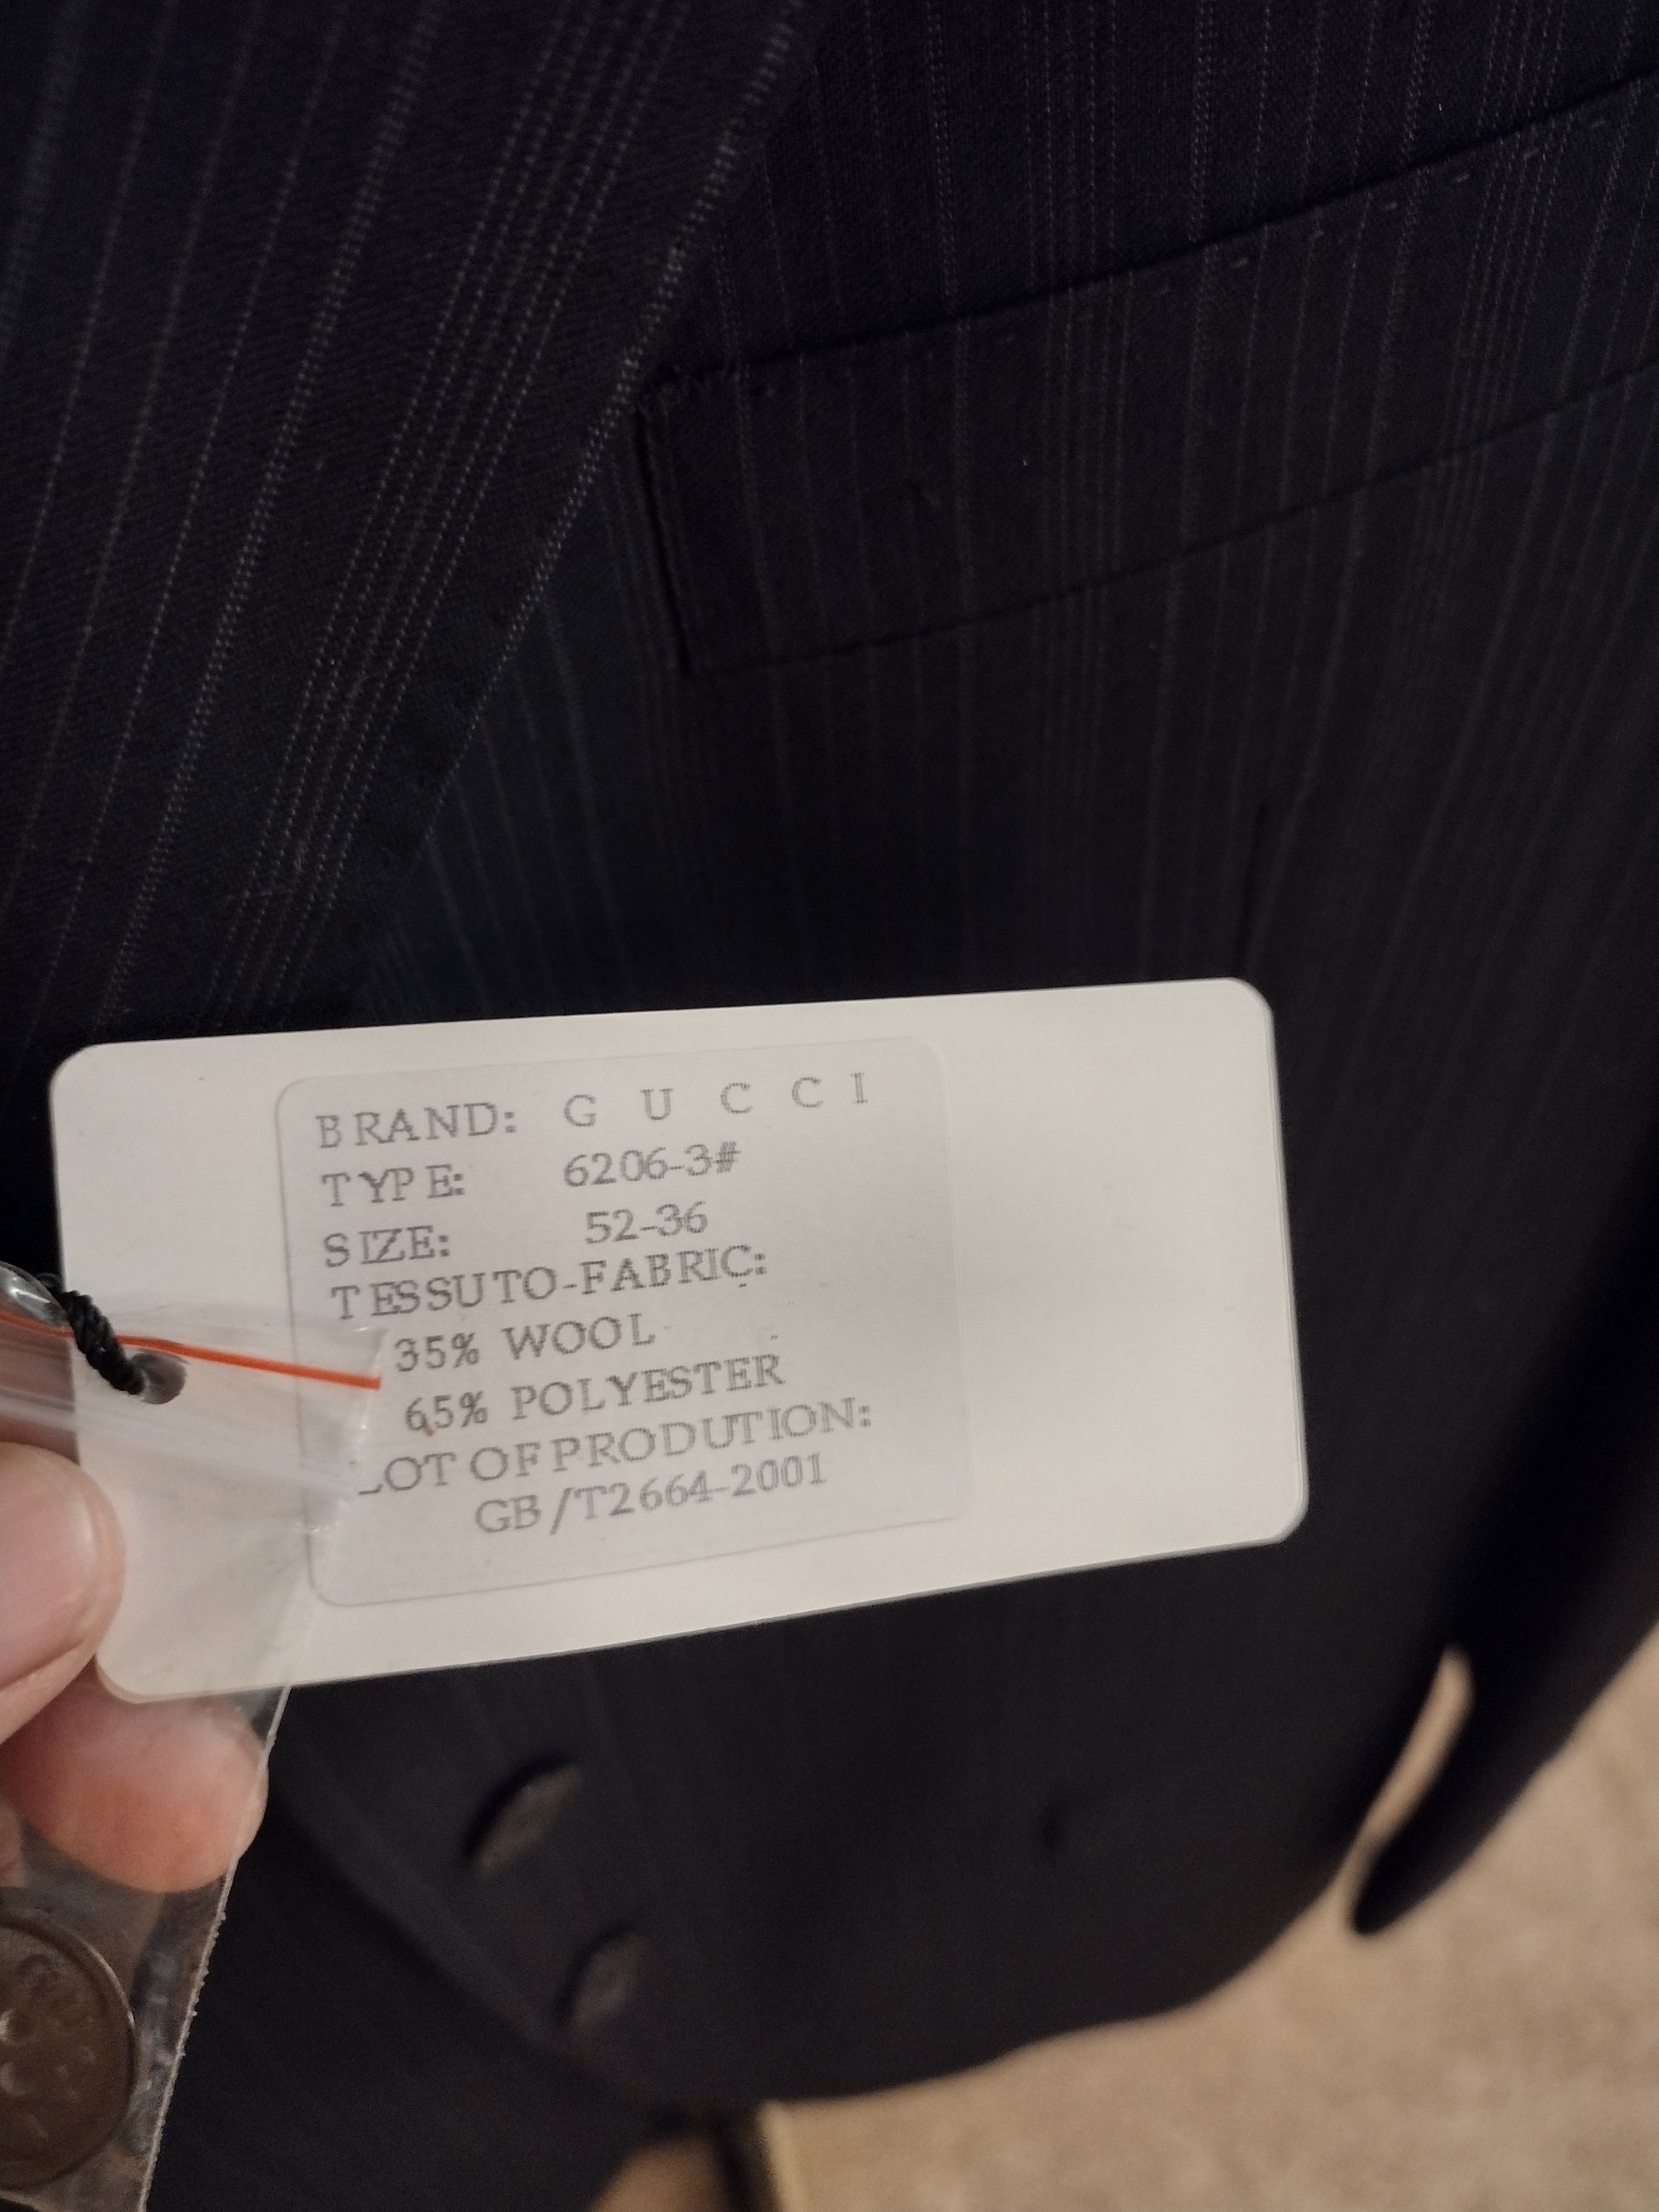 BRAND: G U C C I
TYPE: 6206-3#
SIZE: 52-36
TESSUTO-FABRIC:
35% WOOL
65% POLYESTER
LOT OF PRODUTION:
GB/T2664-2001